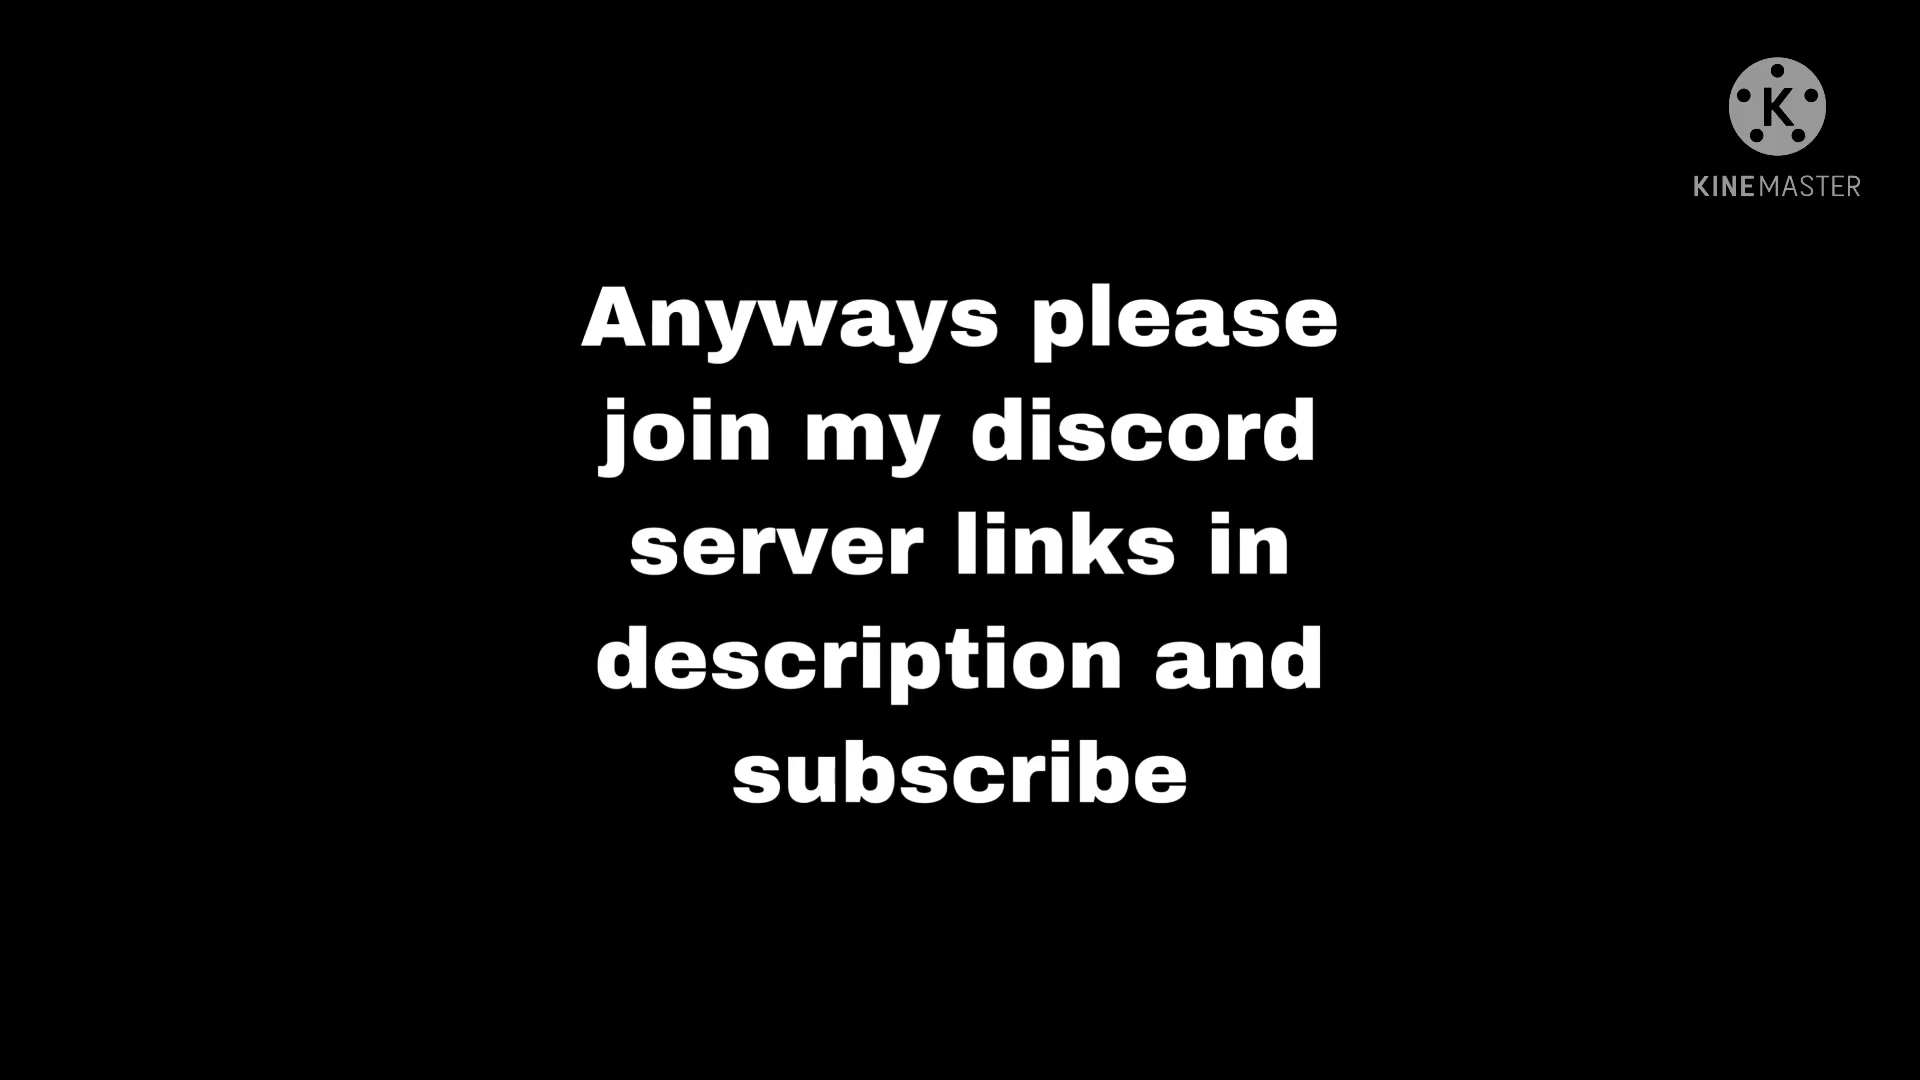 K
KINEMASTER
Anyways please
join my discord
server links in
description and
subscribe